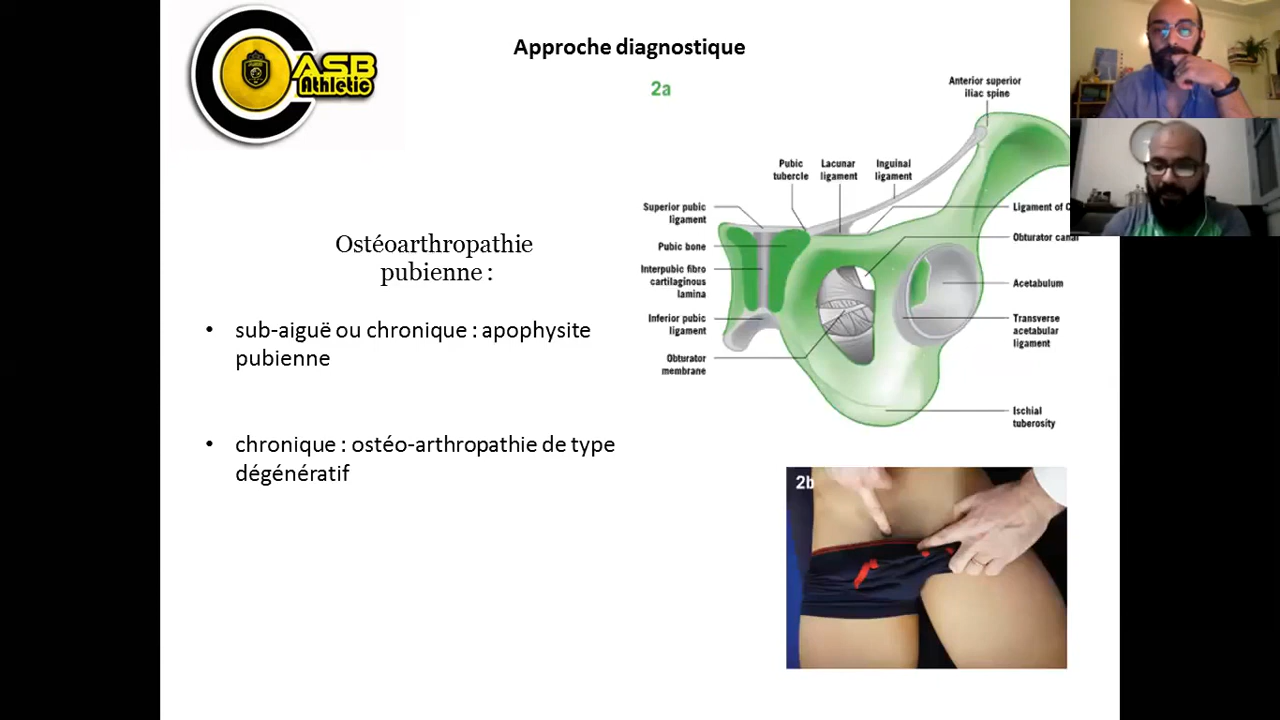 ASB
Athletic
Approche diagnostique
2a
Anterior superior
iliac spine
Pubic
tubercle
Lacunar
ligament
Inguinal
ligament
Superior pubic
ligament
Ligament of C
Pubic bone
Obturator canal
Interpubic fibro
cartilaginous
lamina
Acetabulum
Inferior pubic
ligament
Transverse
acetabular
ligament
Obturator
membrane
Ischial
tuberosity
Ostéoarthropathie
pubienne :
• sub-aiguë ou chronique : apophysite
pubienne
• chronique : ostéo-arthropathie de type
dégénératif
2b